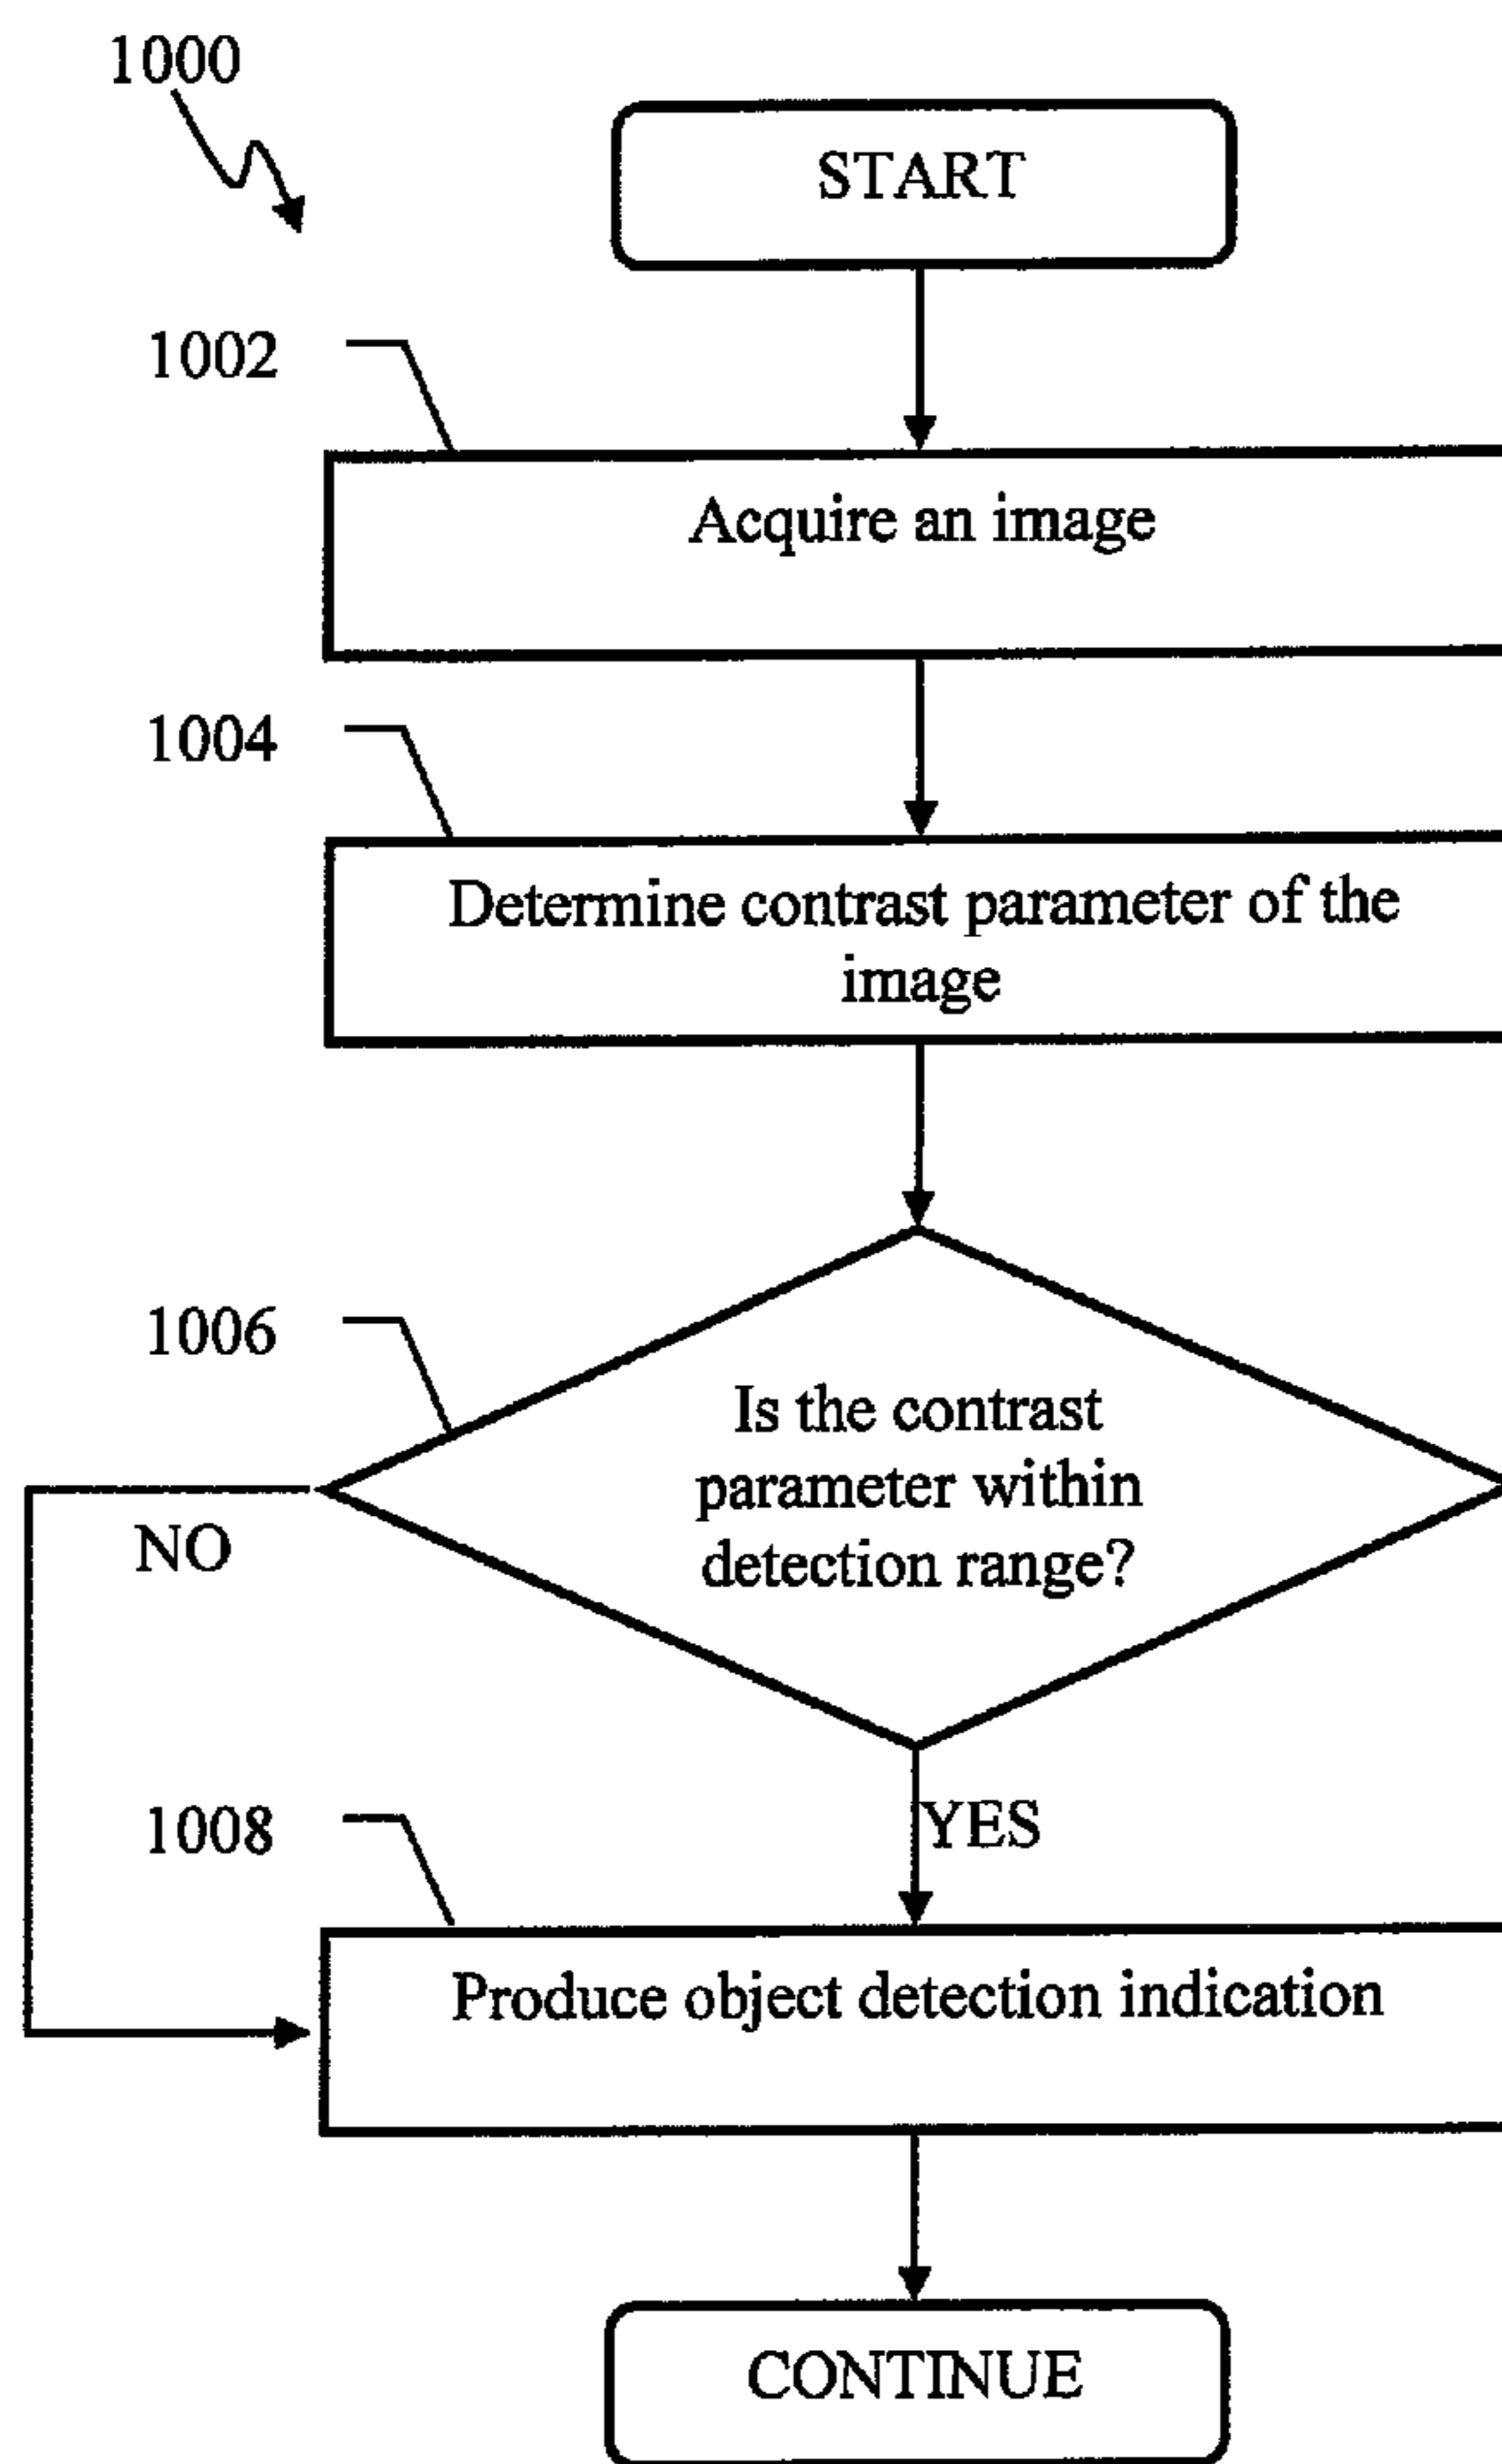 1000
START
1002
Acquire an image
1004
Determine contrast parameter of the
image
1006
Is the contrast
parameter within
detection range?
NO
YES
1008
Produce object detection indication
CONTINUE